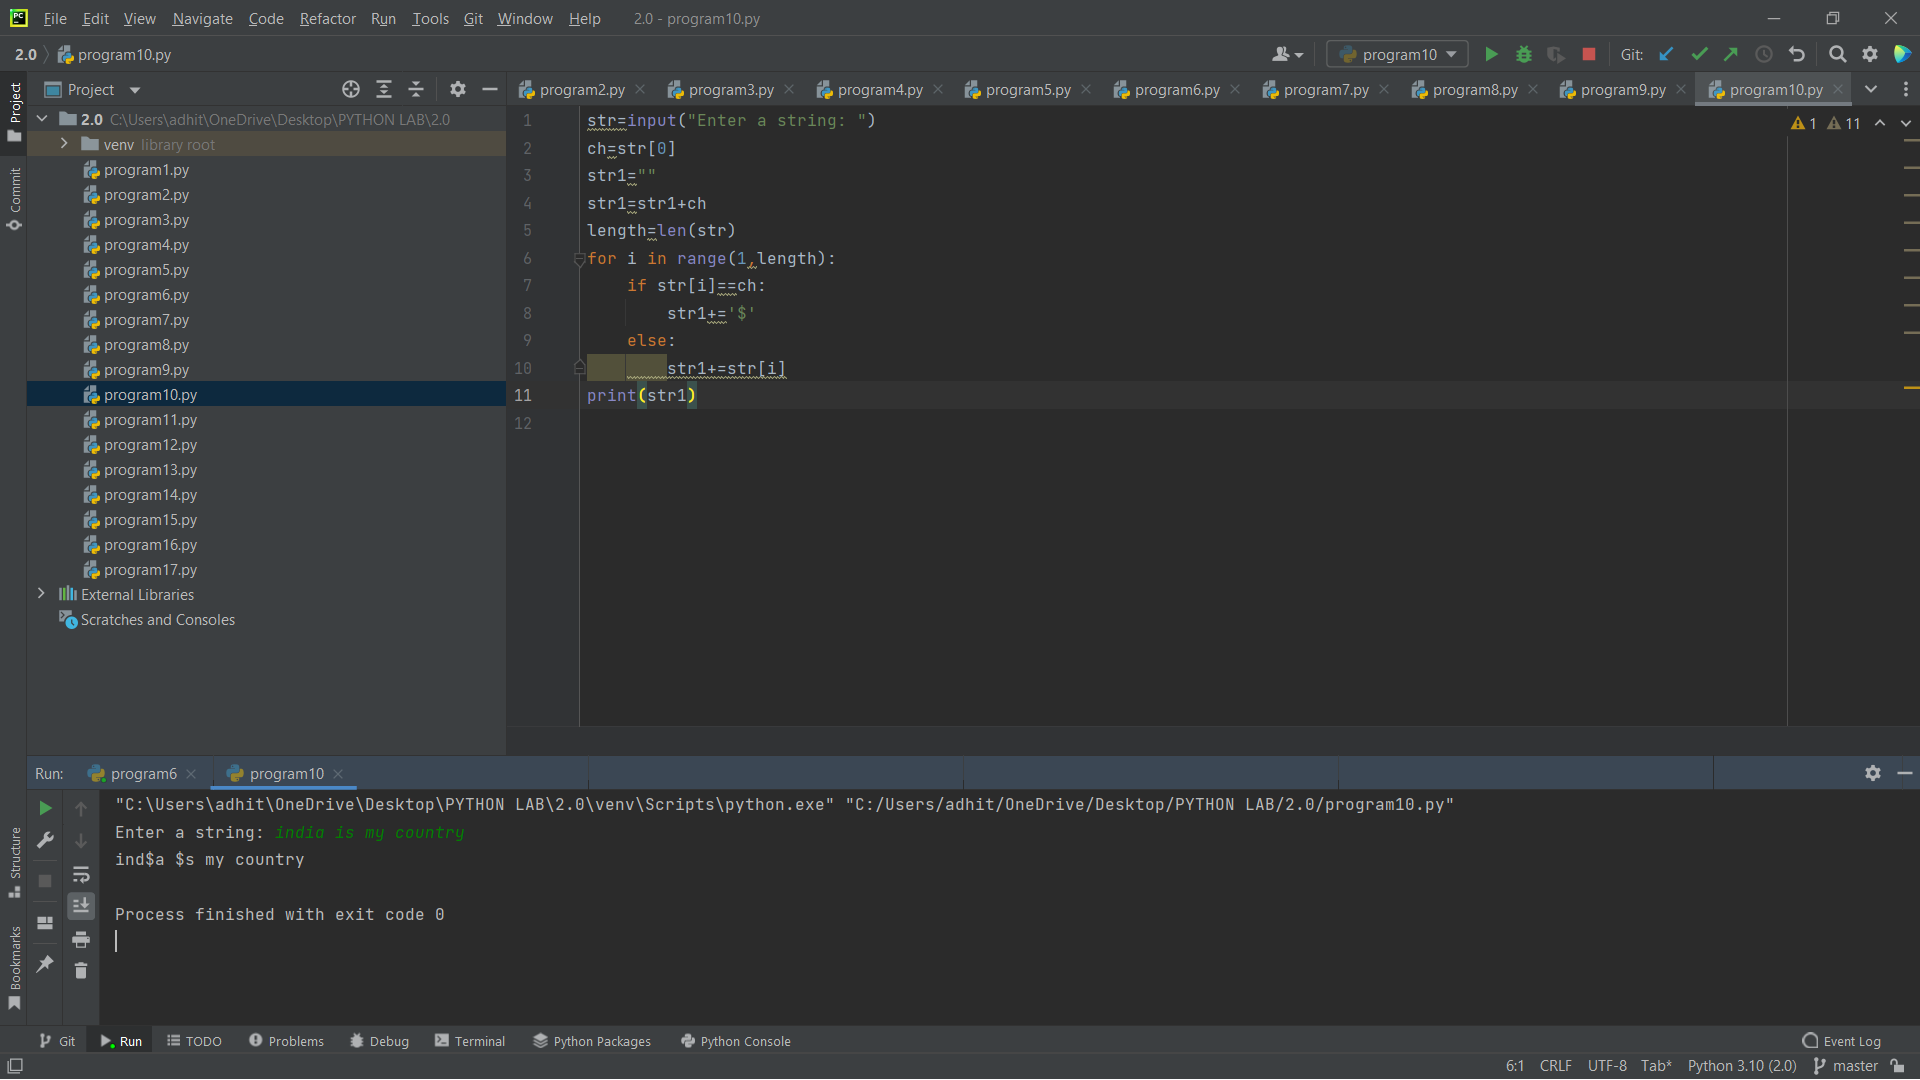 File Edit View Navigate Code Refactor Run Tools Git Window Help 2.0 - program10.py
2.0 program10.py program10 Git:
Project
program2.py program3.py program4.py program5.py program6.py program7.py program8.py program9.py program10.py
Project
Commit
Structure
Bookmarks
2.0 C:\Users\adhit\OneDrive\Desktop\PYTHON LAB\2.0
venv library root
program1.py
program2.py
program3.py
program4.py
program5.py
program6.py
program7.py
program8.py
program9.py
program10.py
program11.py
program12.py
program13.py
program14.py
program15.py
program16.py
program17.py
External Libraries
Scratches and Consoles
1 str=input("Enter a string: ")
2 ch=str[0]
3 str1=""
4 str1=str1+ch
5 length=len(str)
6 for i in range(1,length):
7 if str[i]==ch:
8 str1+='$'
9 else:
10 str1+=str[i]
11 print(str1)
12
1 11
Run: program6 program10
"C:\Users\adhit\OneDrive\Desktop\PYTHON LAB\2.0\venv\Scripts\python.exe" "C:/Users/adhit/OneDrive/Desktop/PYTHON LAB/2.0/program10.py"
Enter a string: india is my country
ind$a $s my country
Process finished with exit code 0
Git Run TODO Problems Debug Terminal Python Packages Python Console Event Log
6:1 CRLF UTF-8 Tab* Python 3.10 (2.0) master